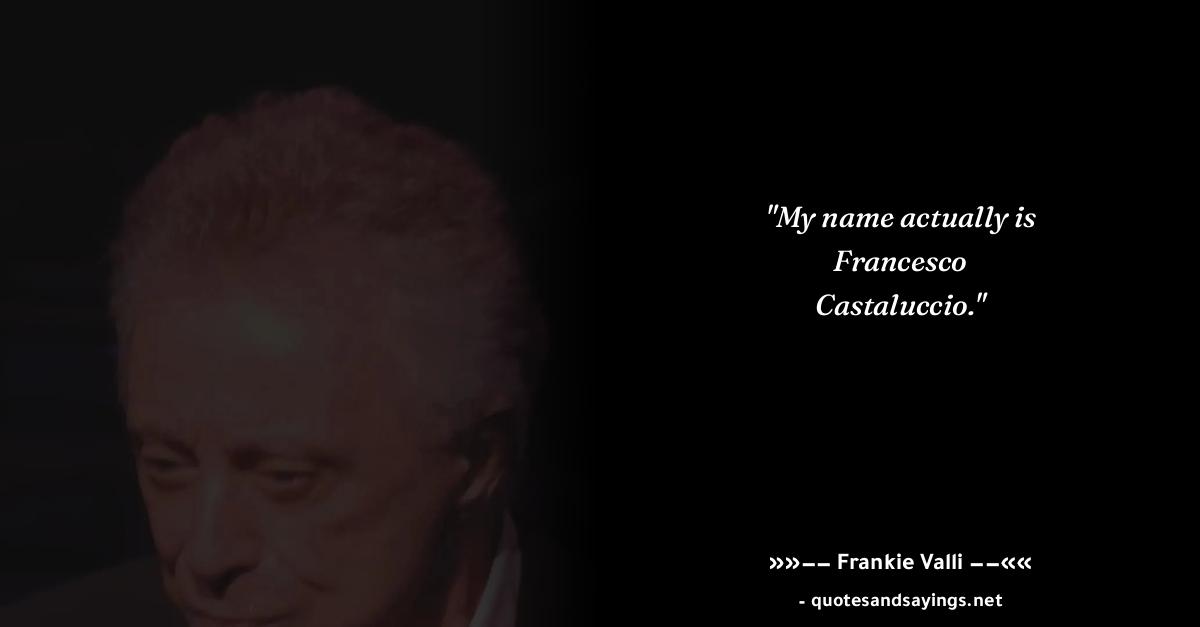 "My name actually is
Francesco
Castaluccio."
»»–– Frankie Valli ––««
- quotesandsayings.net